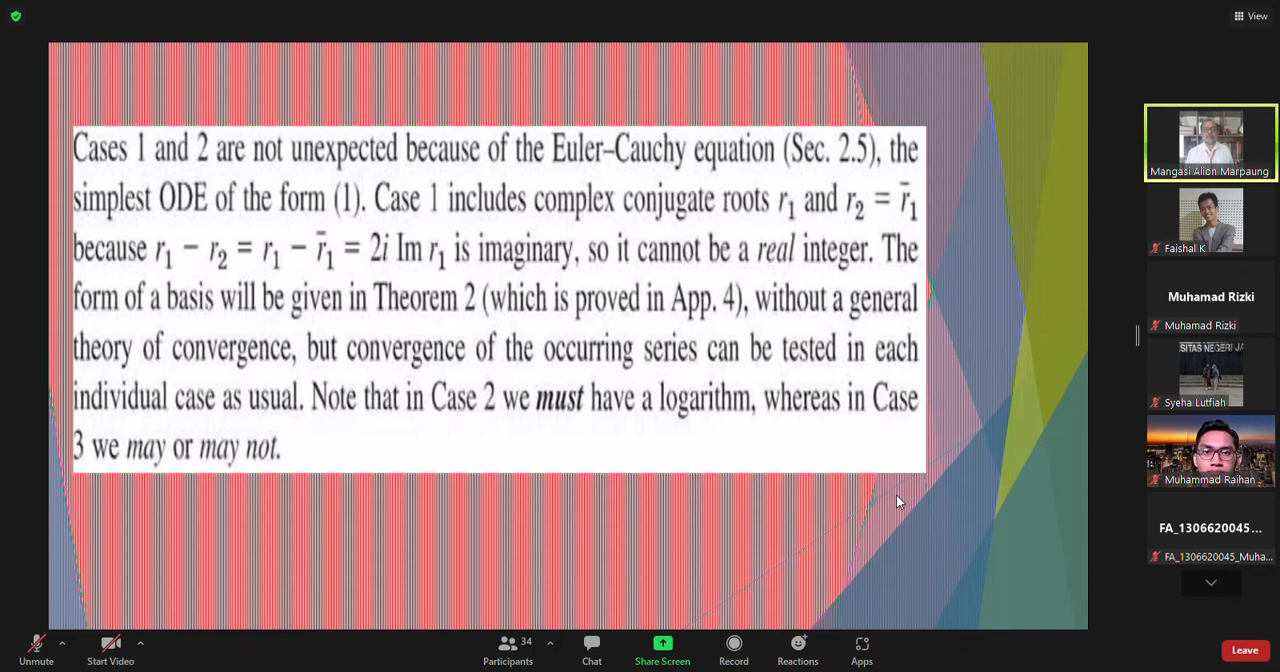 View
Cases 1 and 2 are not unexpected because of the Euler–Cauchy equation (Sec. 2.5), the
simplest ODE of the form (1). Case 1 includes complex conjugate roots r₁ and r₂ = r̄₁
because r₁ − r₂ = r₁ − r̄₁ = 2i Im r₁ is imaginary, so it cannot be a real integer. The
form of a basis will be given in Theorem 2 (which is proved in App. 4), without a general
theory of convergence, but convergence of the occurring series can be tested in each
individual case as usual. Note that in Case 2 we must have a logarithm, whereas in Case
3 we may or may not.
Mangasi Alion Marpaung
Faishal K
Muhamad Rizki
Muhamad Rizki
SITAS NEGERI JA
Syeha Lutfiah
Muhammad Raihan
FA_1306620045...
FA_1306620045_Muha...
Unmute
Start Video
Participants
34
Chat
Share Screen
Record
Reactions
Apps
Leave